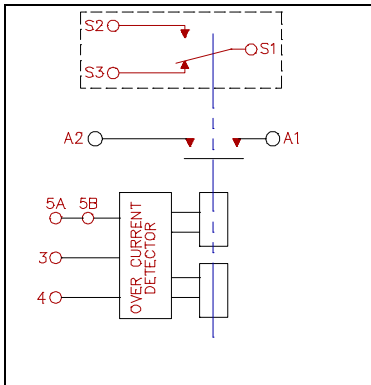 S2
S1
S3
A2
A1
5A 5B
3
4
OVER CURRENT
DETECTOR